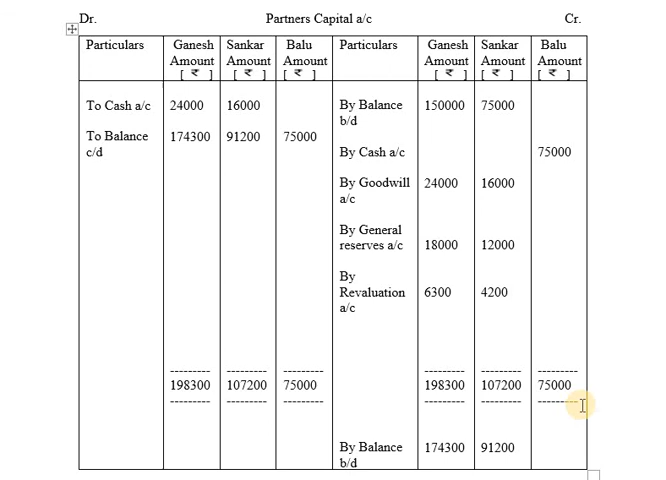 Dr. Partners Capital a/c Cr.
Particulars Ganesh Sankar Balu Particulars Ganesh Sankar Balu
Amount Amount Amount Amount Amount Amount
[ ₹ ] [ ₹ ] [ ₹ ] [ ₹ ] [ ₹ ] [ ₹ ]
To Cash a/c 24000 16000 By Balance 150000 75000
b/d
To Balance 174300 91200 75000
c/d By Cash a/c 75000
By Goodwill 24000 16000
a/c
By General
reserves a/c 18000 12000
By
Revaluation 6300 4200
a/c
--------- --------- --------- --------- --------- ---------
198300 107200 75000 198300 107200 75000
--------- --------- --------- --------- --------- ---------
By Balance 174300 91200
b/d